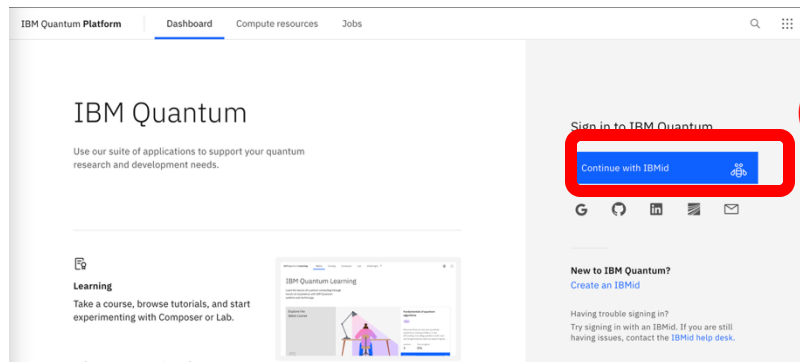 IBM Quantum Platform
Dashboard
Compute resources
Jobs
IBM Quantum
Use our suite of applications to support your quantum
research and development needs.
Learning
Take a course, browse tutorials, and start
experimenting with Composer or Lab.
IBM Quantum Learning
Sign in to IBM Quantum
Continue with IBMid
New to IBM Quantum?
Create an IBMid
Having trouble signing in?
Try signing in with an IBMid. If you are still
having issues, contact the IBMid help desk.